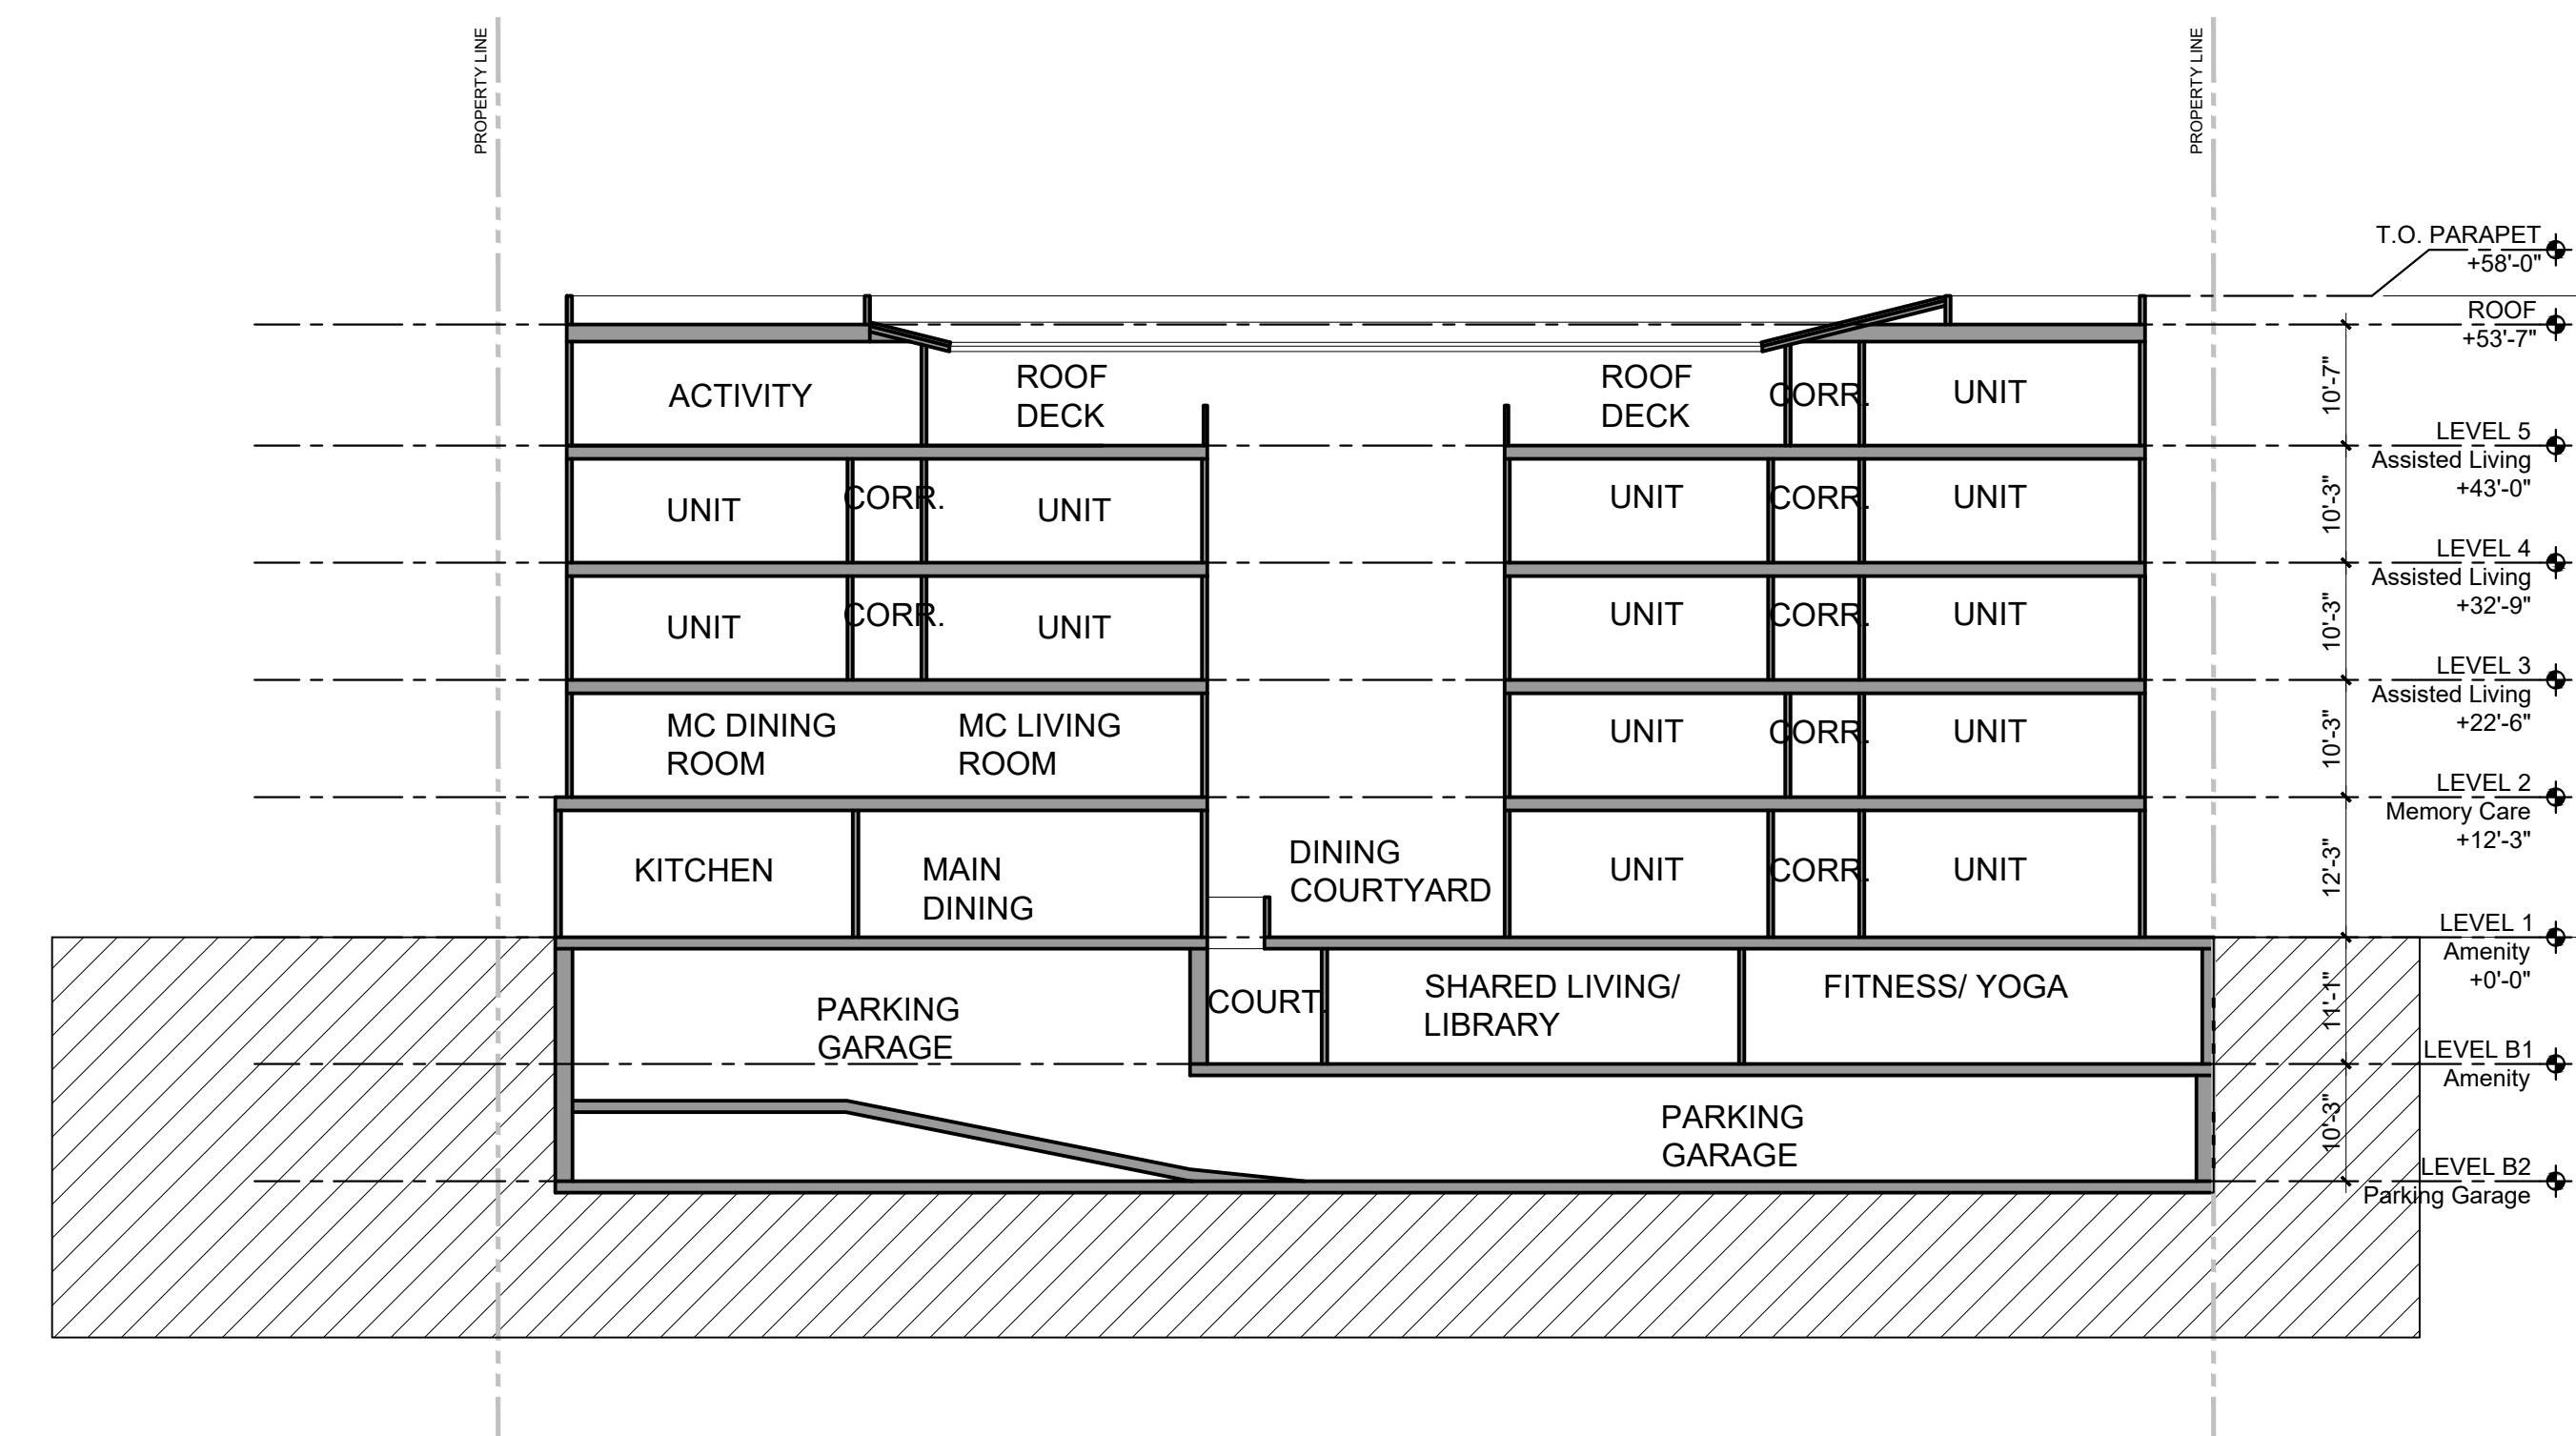 PROPERTY LINE
PROPERTY LINE
T.O. PARAPET
+58'-0"
ROOF
+53'-7"
10'-7"
ACTIVITY
ROOF
DECK
ROOF
DECK
CORR.
UNIT
LEVEL 5
Assisted Living
+43'-0"
10'-3"
UNIT
CORR.
UNIT
UNIT
CORR.
UNIT
LEVEL 4
Assisted Living
+32'-9"
10'-3"
UNIT
CORR.
UNIT
UNIT
CORR.
UNIT
LEVEL 3
Assisted Living
+22'-6"
10'-3"
MC DINING
ROOM
MC LIVING
ROOM
UNIT
CORR.
UNIT
LEVEL 2
Memory Care
+12'-3"
12'-3"
KITCHEN
MAIN
DINING
DINING
COURTYARD
UNIT
CORR.
UNIT
LEVEL 1
Amenity
+0'-0"
11'-1"
PARKING
GARAGE
COURT.
SHARED LIVING/
LIBRARY
FITNESS/ YOGA
LEVEL B1
Amenity
10'-3"
PARKING
GARAGE
LEVEL B2
Parking Garage